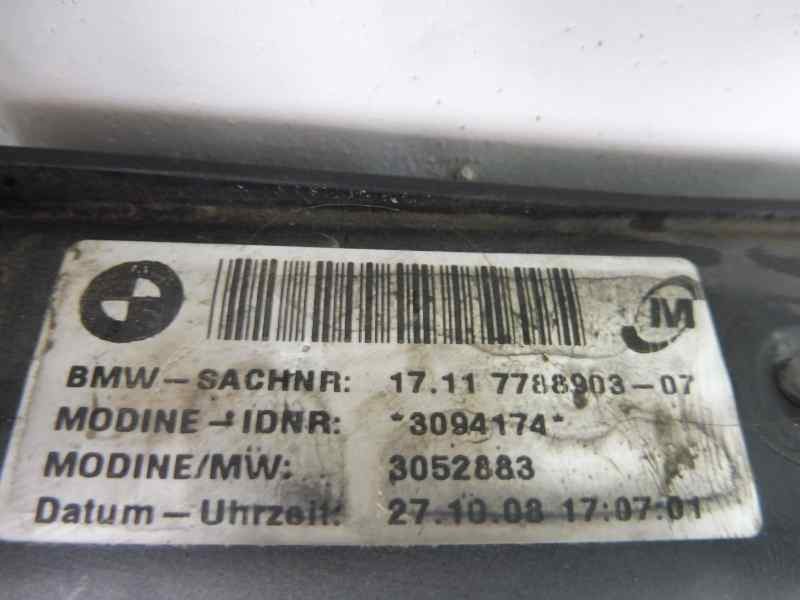 M
BMW-SACHNR: 17.11 7788903-07
MODINE-IDNR: *3094174*
MODINE/MW: 3052883
Datum-Uhrzeit: 27.10.08 17:07:01